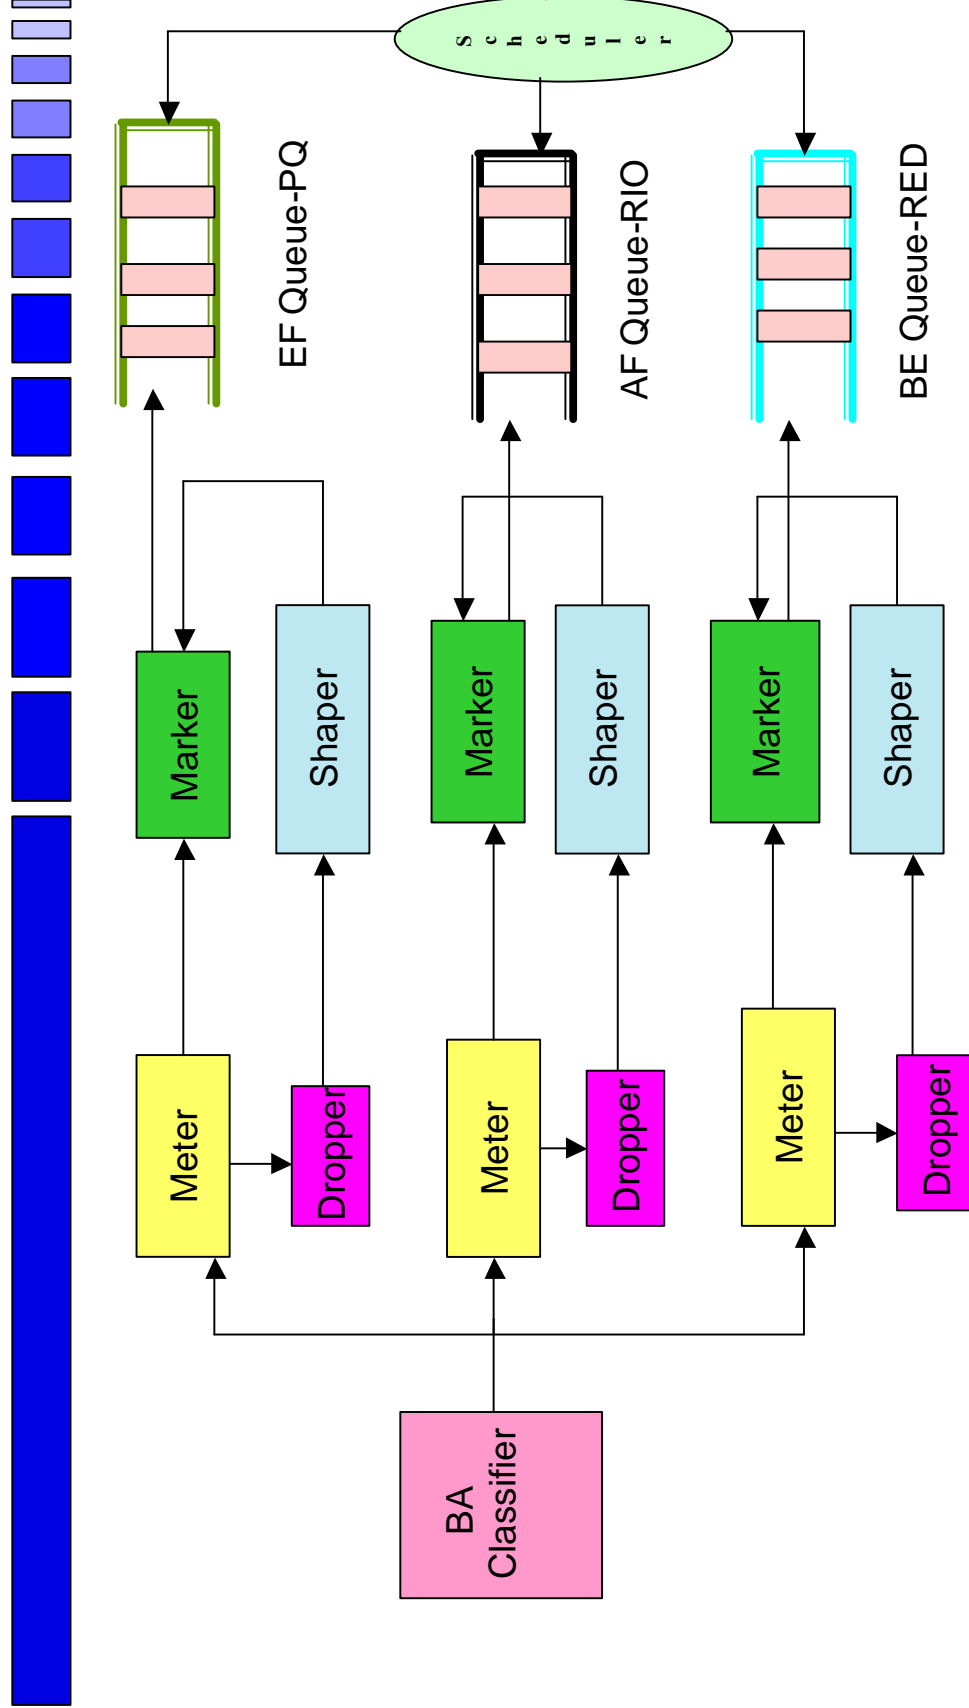 BA
Classifier
Meter
Dropper
Marker
Shaper
EF Queue-PQ
Meter
Dropper
Marker
Shaper
AF Queue-RIO
Meter
Dropper
Marker
Shaper
BE Queue-RED
Scheduler